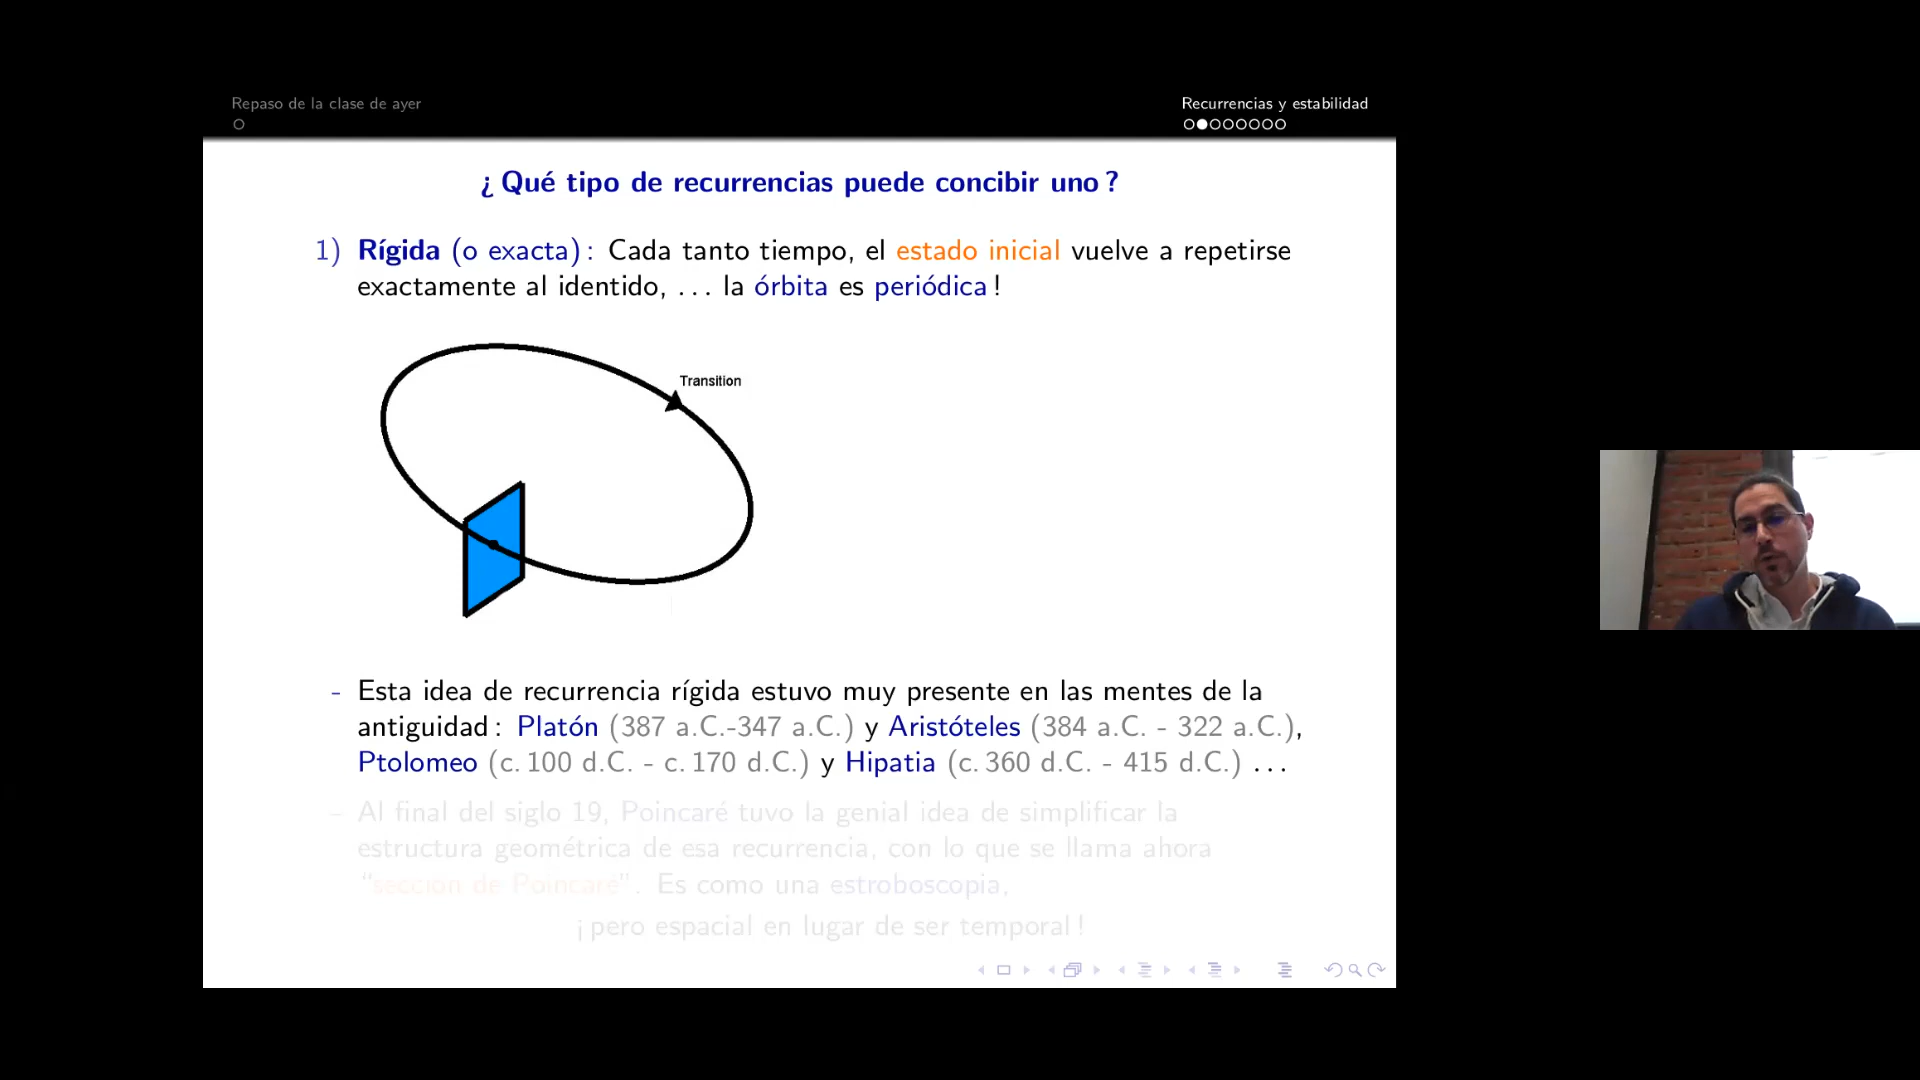 Repaso de la clase de ayer
Recurrencias y estabilidad
¿ Qué tipo de recurrencias puede concibir uno ?
1) Rígida (o exacta) : Cada tanto tiempo, el estado inicial vuelve a repetirse
exactamente al identido, ... la órbita es periódica !
Transition
- Esta idea de recurrencia rígida estuvo muy presente en las mentes de la
antiguidad : Platón (387 a.C.-347 a.C.) y Aristóteles (384 a.C. - 322 a.C.),
Ptolomeo (c. 100 d.C. - c. 170 d.C.) y Hipatia (c. 360 d.C. - 415 d.C.) ...
- Al final del siglo 19, Poincaré tuvo la genial idea de simplificar la
estructura geométrica de esa recurrencia, con lo que se llama ahora
“sección de Poincaré”. Es como una estroboscopia,
¡ pero espacial en lugar de ser temporal !